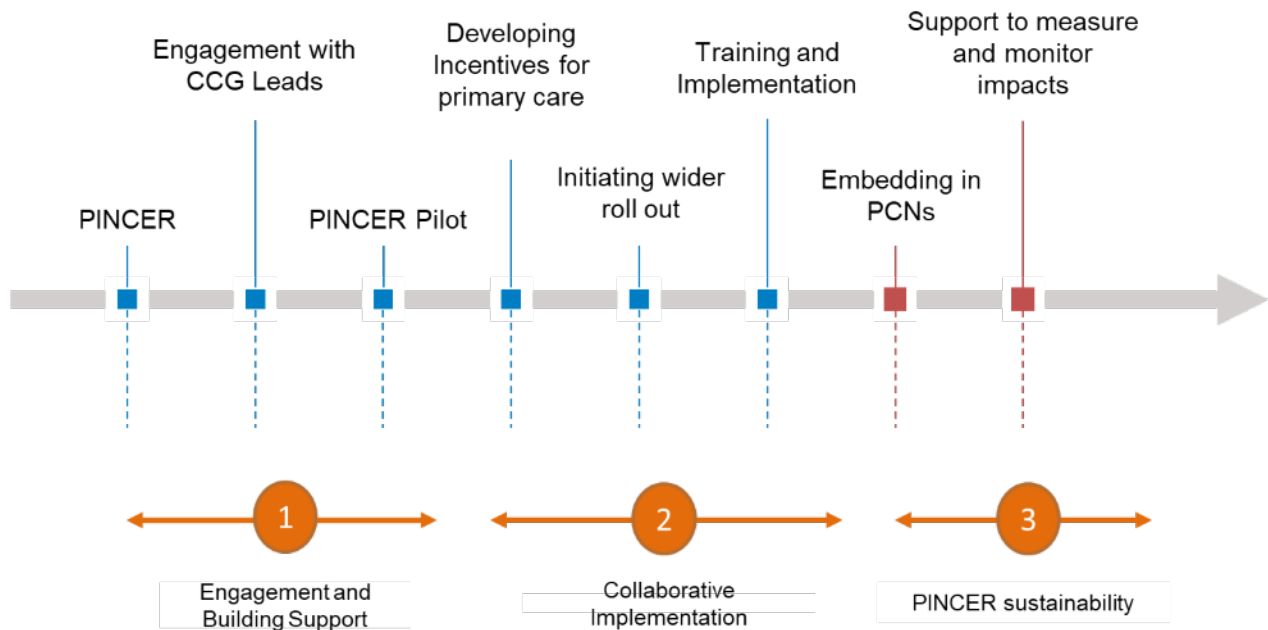 PINCER
Engagement with
CCG Leads
PINCER Pilot
Developing
Incentives for
primary care
Initiating wider
roll out
Training and
Implementation
Embedding in
PCNs
Support to measure
and monitor
impacts
1
2
3
Engagement and
Building Support
Collaborative
Implementation
PINCER sustainability